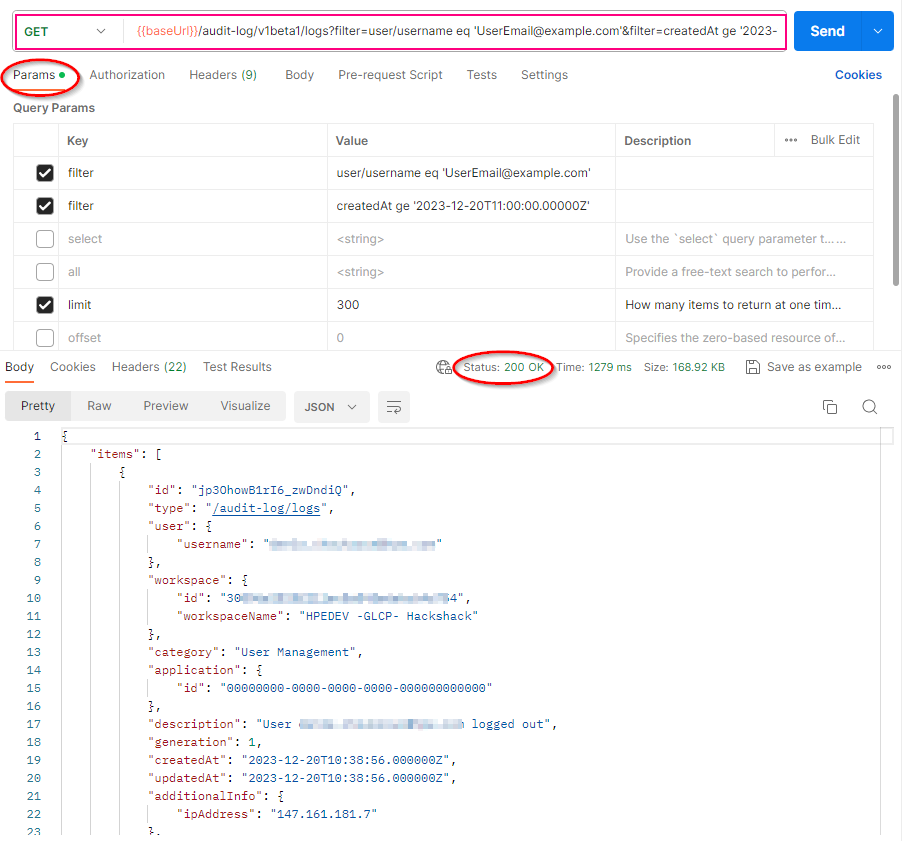 GET {{baseUrl}}/audit-log/v1beta1/logs?filter=user/username eq 'UserEmail@example.com'&filter=createdAt ge '2023- Send
Params Authorization Headers (9) Body Pre-request Script Tests Settings Cookies
Query Params
Key Value Description ••• Bulk Edit
filter user/username eq 'UserEmail@example.com'
filter createdAt ge '2023-12-20T11:00:00.00000Z'
select <string> Use the `select` query parameter t... ...
all <string> Provide a free-text search to perfor...
limit 300 How many items to return at one tim...
offset 0 Specifies the zero-based resource of...
Body Cookies Headers (22) Test Results Status: 200 OK Time: 1279 ms Size: 168.92 KB Save as example •••
Pretty Raw Preview Visualize JSON
1 {
2 "items": [
3 {
4 "id": "jp3OhowB1rI6_zwDndiQ",
5 "type": "/audit-log/logs",
6 "user": {
7 "username": " "
8 },
9 "workspace": {
10 "id": "30 64",
11 "workspaceName": "HPEDEV -GLCP- Hackshack"
12 },
13 "category": "User Management",
14 "application": {
15 "id": "00000000-0000-0000-0000-000000000000"
16 },
17 "description": "User logged out",
18 "generation": 1,
19 "createdAt": "2023-12-20T10:38:56.000000Z",
20 "updatedAt": "2023-12-20T10:38:56.000000Z",
21 "additionalInfo": {
22 "ipAddress": "147.161.181.7"
23 },